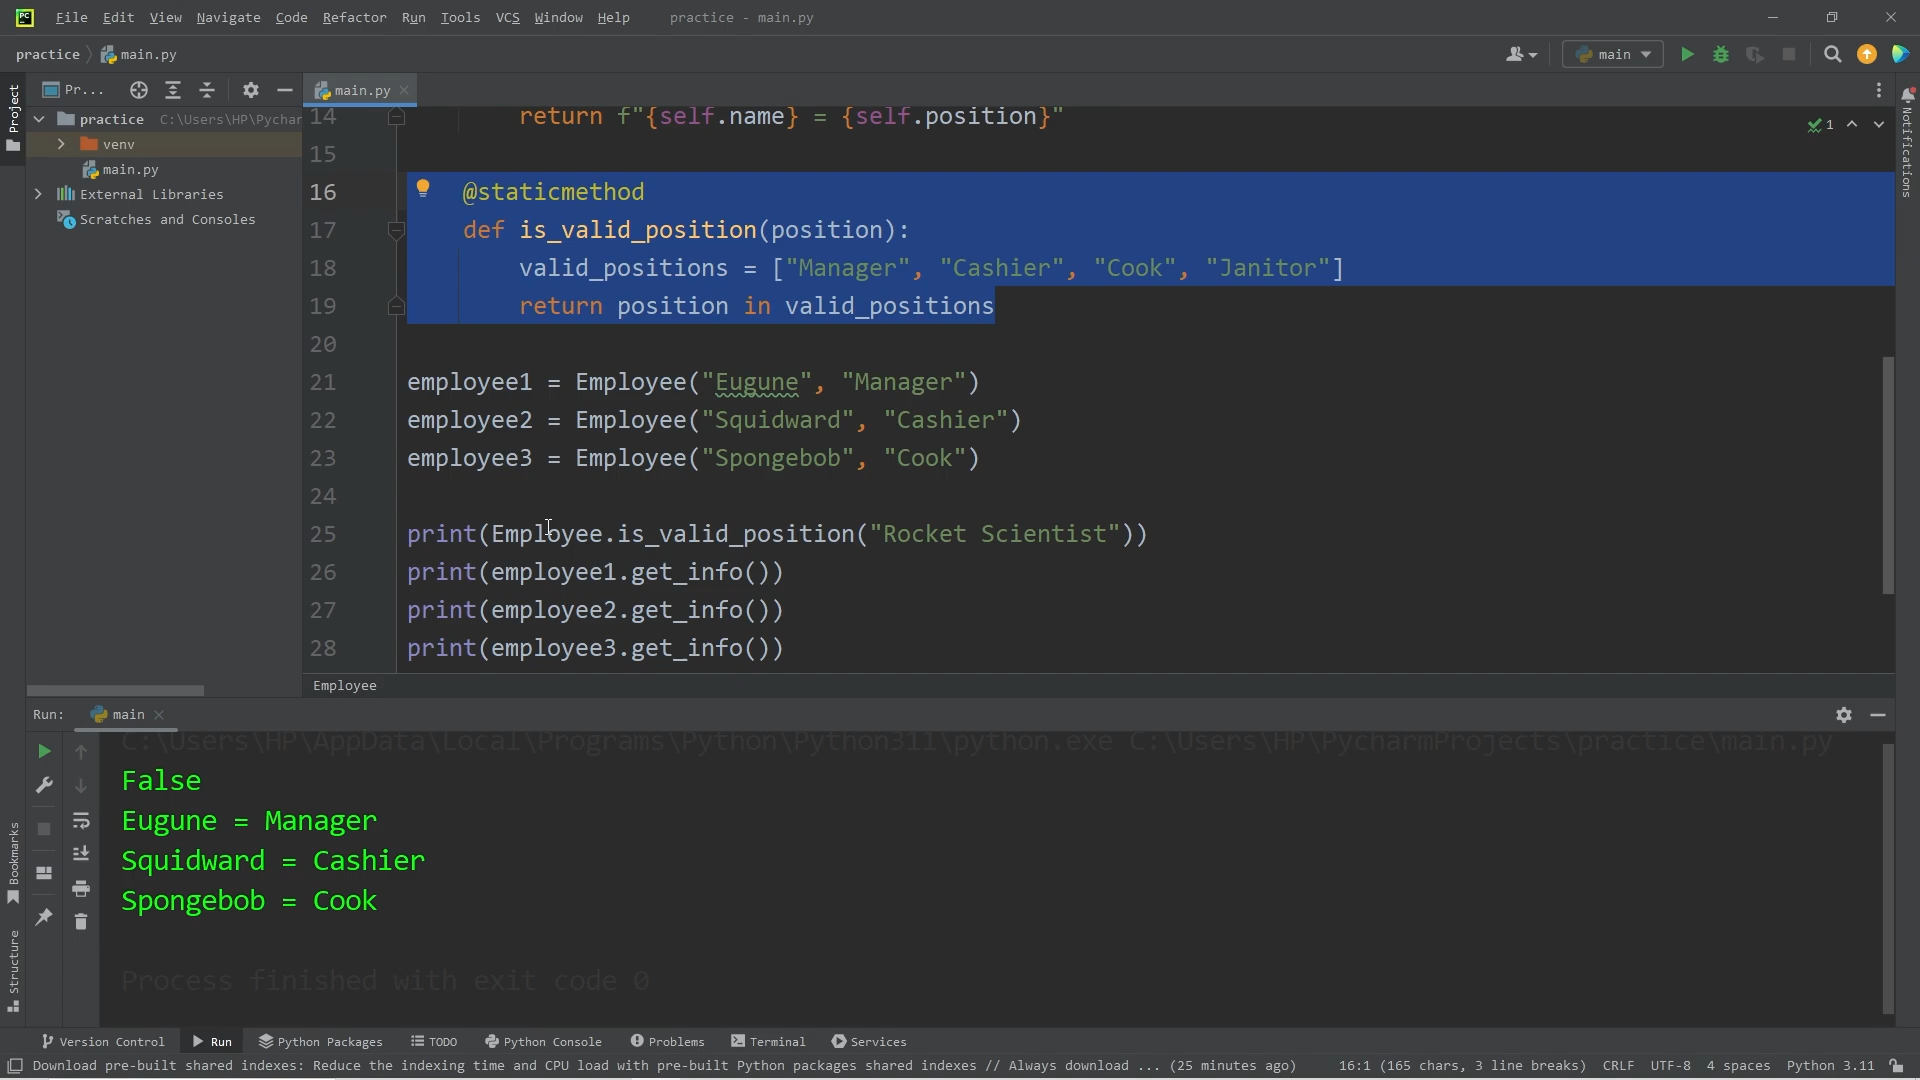 File Edit View Navigate Code Refactor Run Tools VCS Window Help practice - main.py
practice main.py main
Pr... main.py
Project
practice C:\Users\HP\Pychar
venv
main.py
External Libraries
Scratches and Consoles
Notifications
1
14 return f"{self.name} = {self.position}"
15
16 @staticmethod
17 def is_valid_position(position):
18 valid_positions = ["Manager", "Cashier", "Cook", "Janitor"]
19 return position in valid_positions
20
21 employee1 = Employee("Eugune", "Manager")
22 employee2 = Employee("Squidward", "Cashier")
23 employee3 = Employee("Spongebob", "Cook")
24
25 print(Employee.is_valid_position("Rocket Scientist"))
26 print(employee1.get_info())
27 print(employee2.get_info())
28 print(employee3.get_info())
Employee
Run: main
C:\Users\HP\AppData\Local\Programs\Python\Python311\python.exe C:\Users\HP\PycharmProjects\practice\main.py
False
Eugune = Manager
Squidward = Cashier
Spongebob = Cook
Process finished with exit code 0
Bookmarks
Structure
Version Control Run Python Packages TODO Python Console Problems Terminal Services
Download pre-built shared indexes: Reduce the indexing time and CPU load with pre-built Python packages shared indexes // Always download ... (25 minutes ago) 16:1 (165 chars, 3 line breaks) CRLF UTF-8 4 spaces Python 3.11